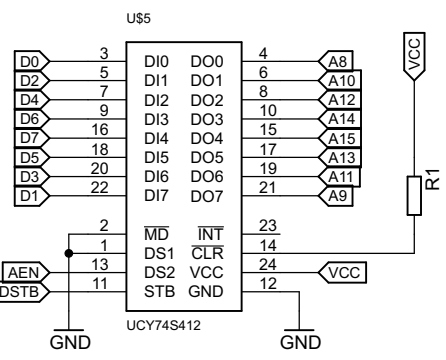 U$5
D0 3 DI0 DO0 4 A8
D2 5 DI1 DO1 6 A10
D4 7 DI2 DO2 8 A12
D6 9 DI3 DO3 10 A14
D7 16 DI4 DO4 15 A15
D5 18 DI5 DO5 17 A13
D3 20 DI6 DO6 19 A11
D1 22 DI7 DO7 21 A9
2 MD INT 23
1 DS1 CLR 14
AEN 13 DS2 VCC 24 VCC
DSTB 11 STB GND 12
UCY74S412
GND
GND
VCC
R1